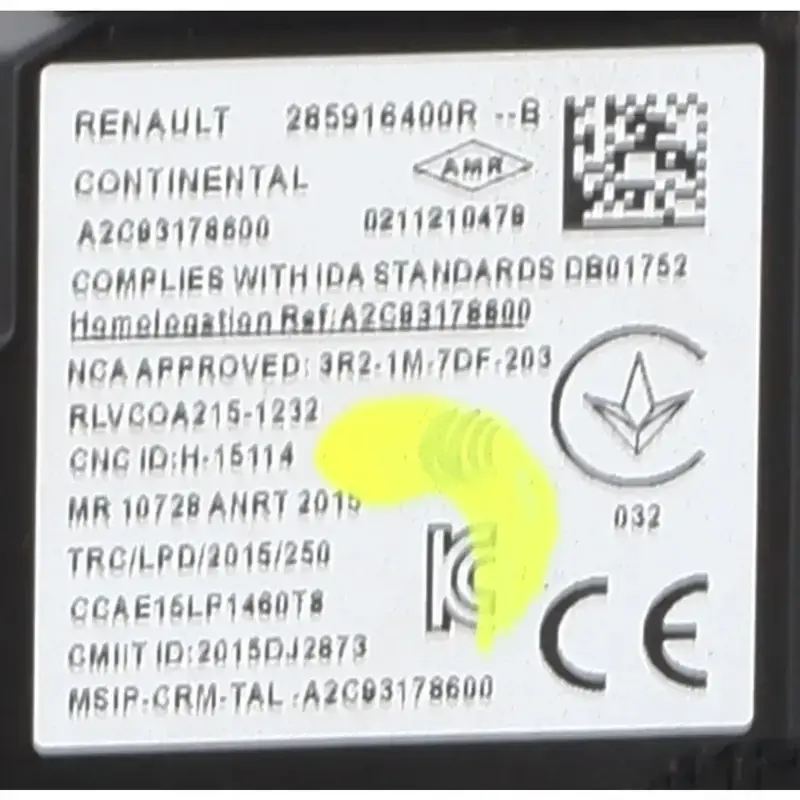 RENAULT 285916400R --B
CONTINENTAL AMR
A2C93178600 0211210478
COMPLIES WITH IDA STANDARDS DB01752
Homologation Ref:A2C93178600
NCA APPROVED: 3R2-1M-7DF-203
RLVCOA215-1232
CNC ID:H-15114
MR 10728 ANRT 2015
032
TRC/LPD/2015/250
CCAE15LP1460T8
CMIIT ID:2015DJ2873
MSIP-CRM-TAL-A2C93178600
CE